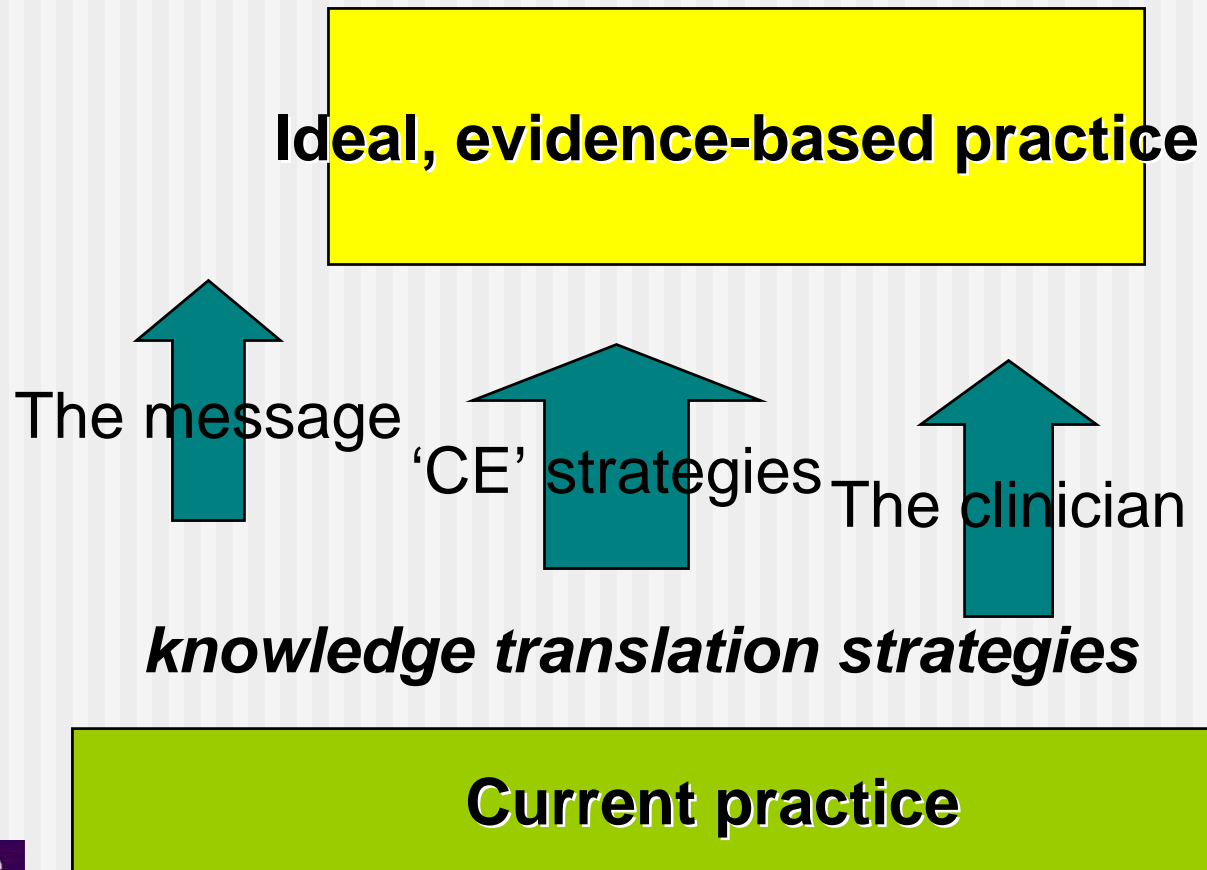 Ideal, evidence-based practice
The message
‘CE’ strategies
The clinician
knowledge translation strategies
Current practice